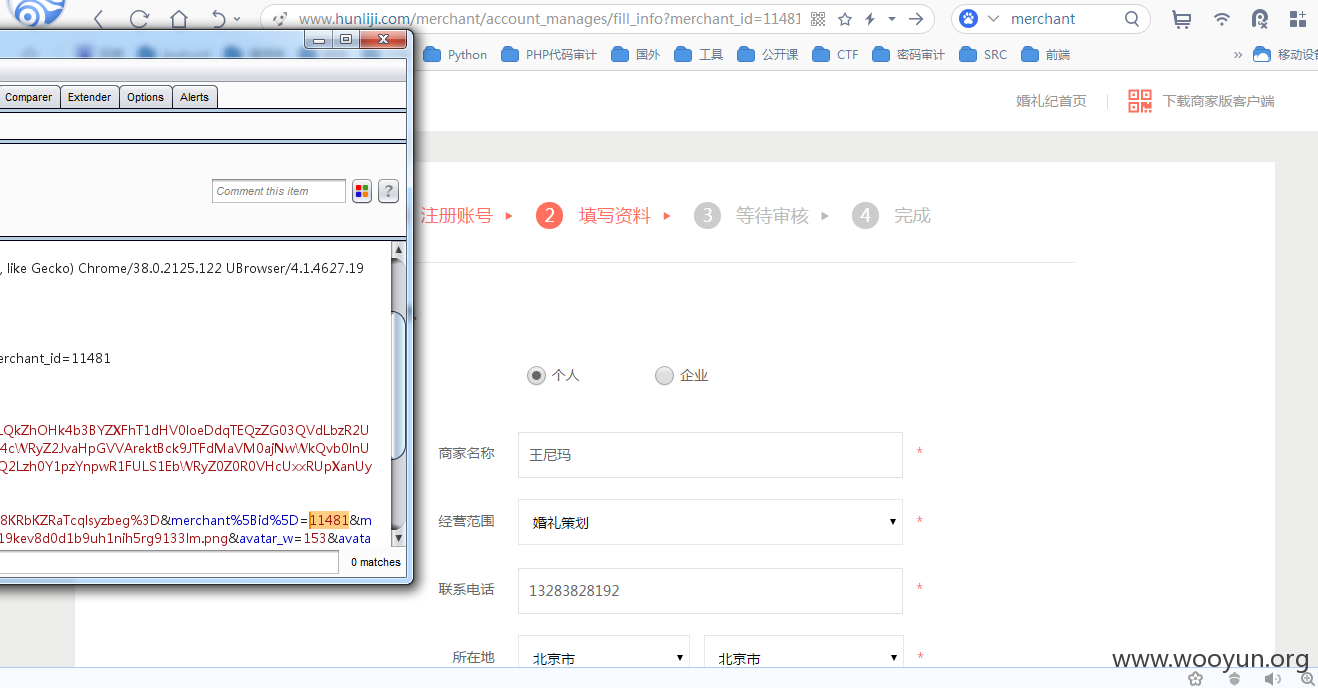 www.hunliji.com/merchant/account_manages/fill_info?merchant_id=11481
merchant
Python
PHP代码审计
国外
工具
公开课
CTF
密码审计
SRC
前端
»
移动设备
Comparer
Extender
Options
Alerts
婚礼纪首页
下载商家版客户端
Comment this item
?
注册账号
2
填写资料
3
等待审核
4
完成
, like Gecko) Chrome/38.0.2125.122 UBrowser/4.1.4627.19
erchant_id=11481
个人
企业
LQkZhOHk4b3BYZXFhT1dHV0loeDdqTEQzZG03QVdLbzR2U
4cWRyZ2JvaHpGVVArektBck9JTFdMaVM0ajNwWkQvb0lnU
Q2Lzh0Y1pzYnpwR1FULS1EbWRyZ0Z0R0VHcUxxRUpXanUy
8KRbKZRaTcqlsyzbeg%3D&merchant%5Bid%5D=11481&m
19kev8d0d1b9uh1nih5rg9133lm.png&avatar_w=153&avata
0 matches
商家名称
王尼玛
*
经营范围
婚礼策划
*
联系电话
13283828192
*
所在地
北京市
北京市
*
www.wooyun.org